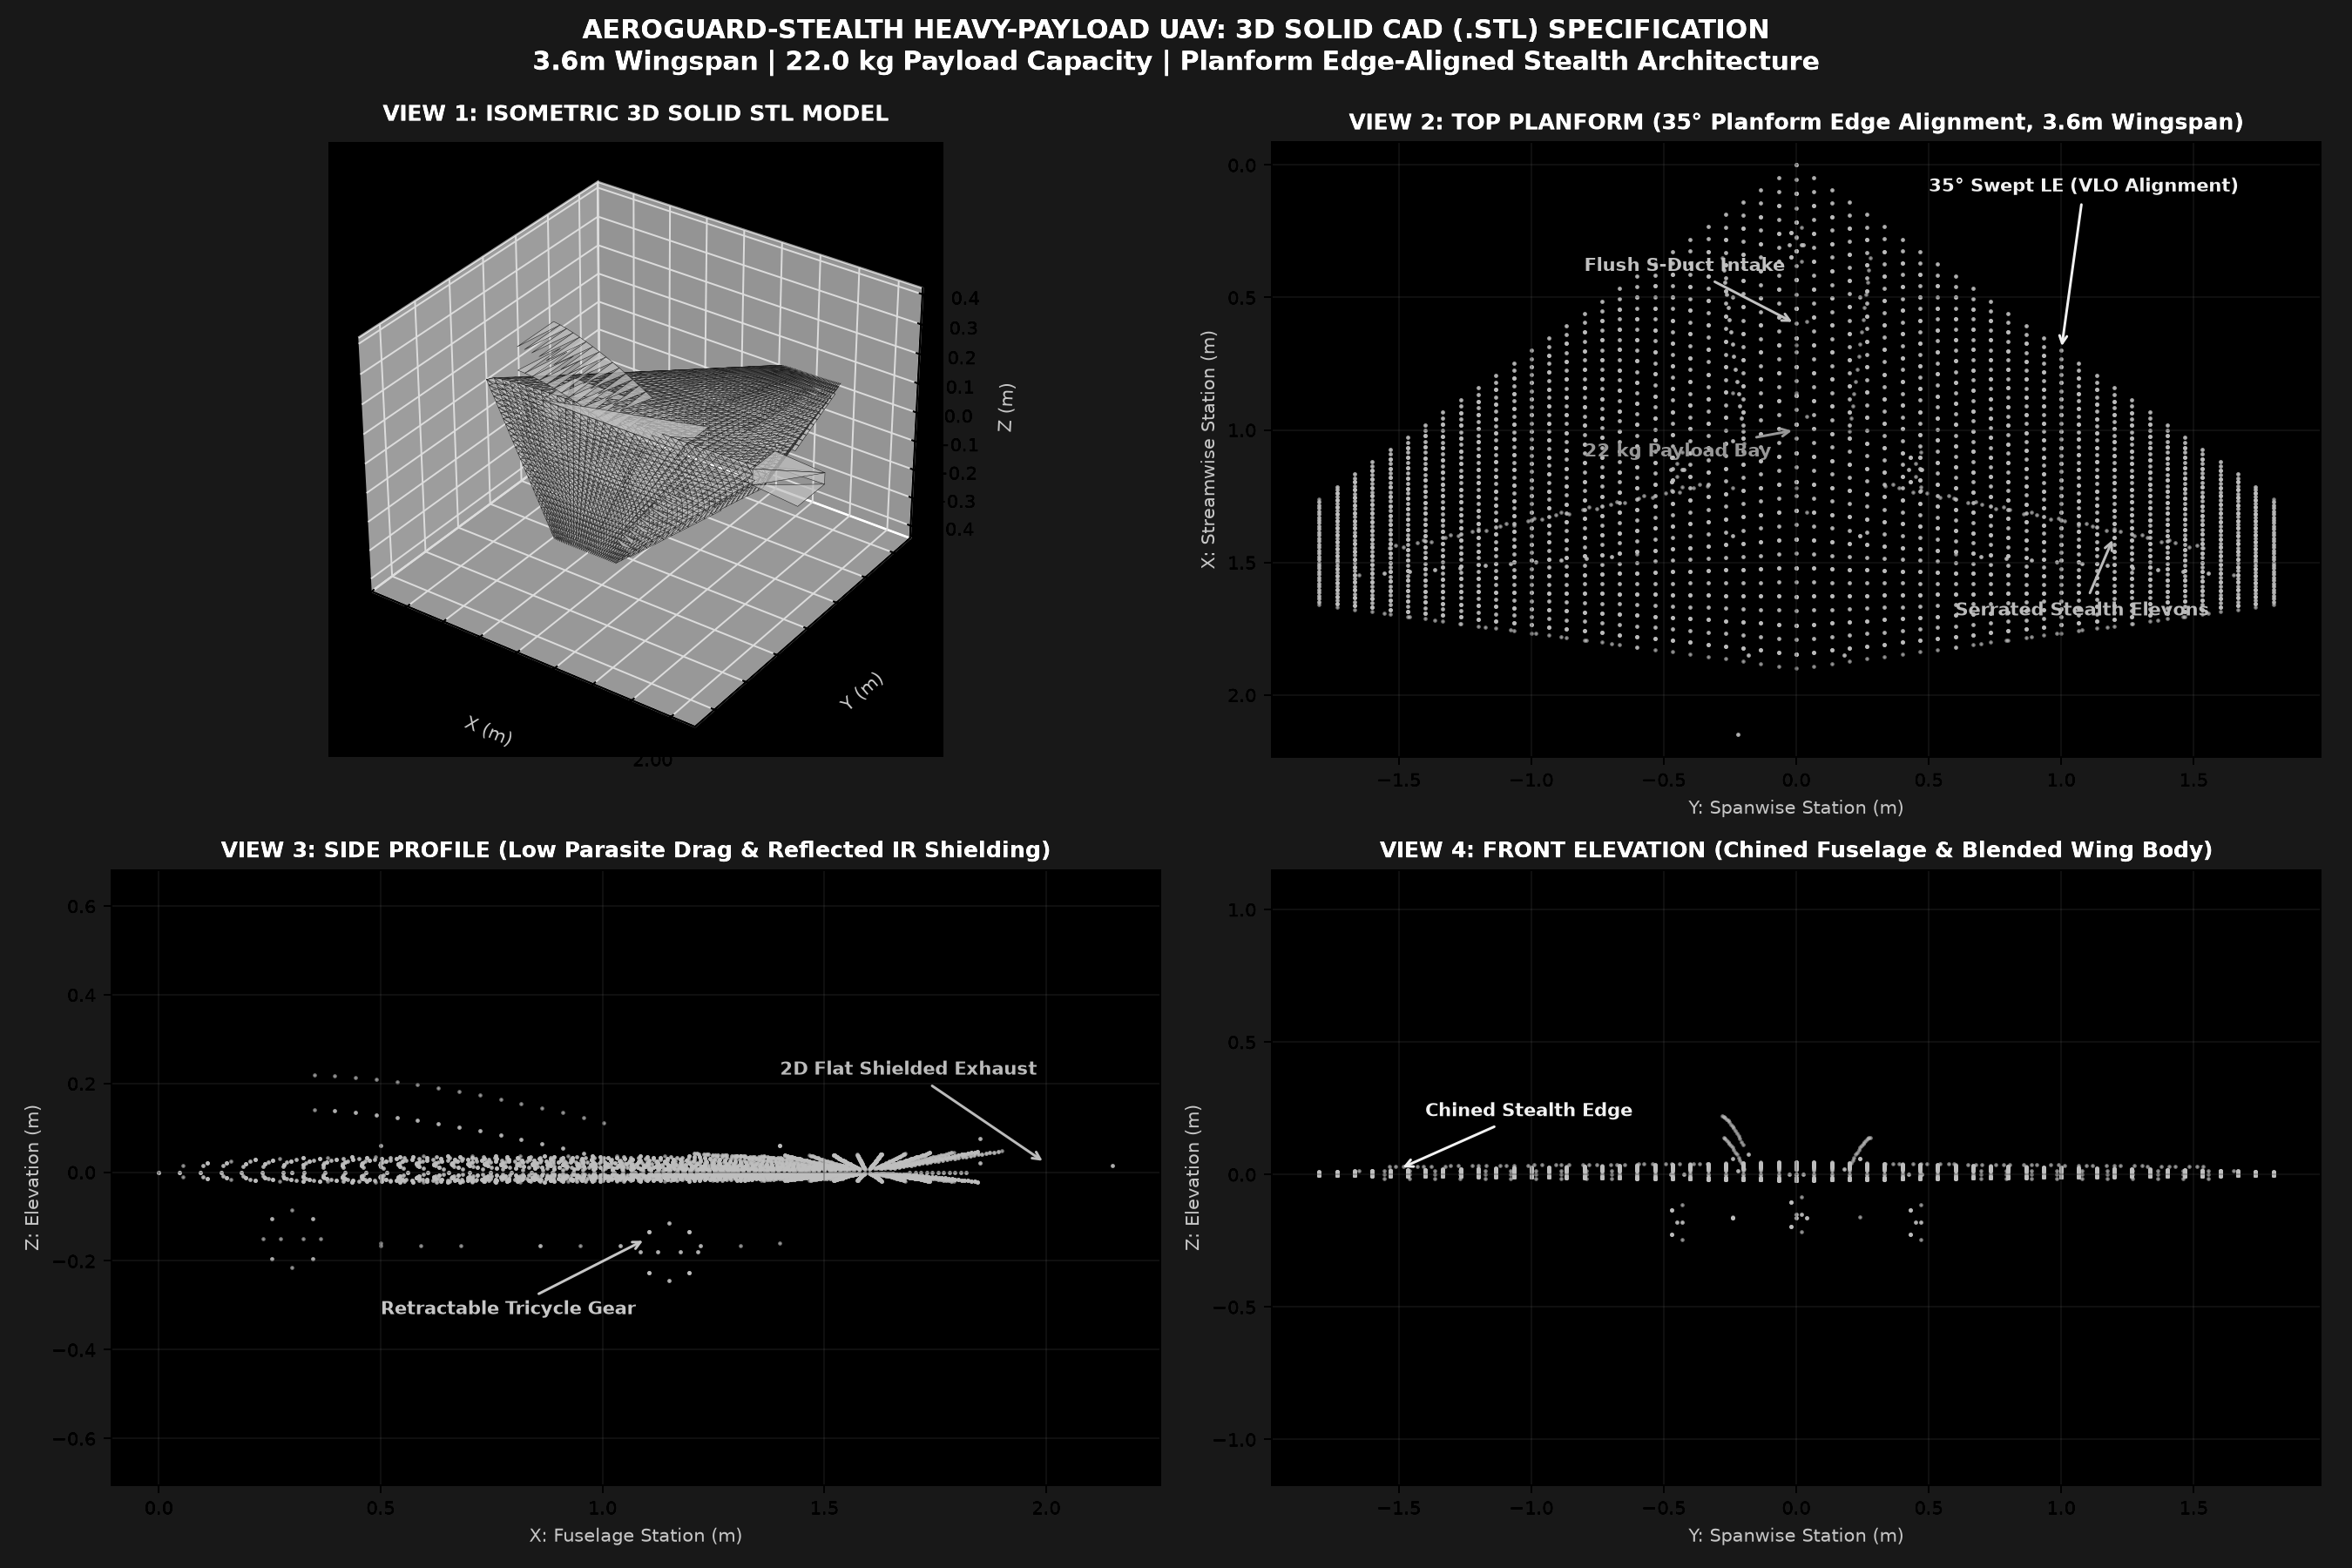 AEROGUARD-STEALTH HEAVY-PAYLOAD UAV: 3D SOLID CAD (.STL) SPECIFICATION
3.6m Wingspan | 22.0 kg Payload Capacity | Planform Edge-Aligned Stealth Architecture
VIEW 1: ISOMETRIC 3D SOLID STL MODEL
0.4
0.3
0.2
0.1
0.0
0.1
0.2
0.3
0.4
Z (m)
Y (m)
X (m)
2.00
VIEW 2: TOP PLANFORM (35° Planform Edge Alignment, 3.6m Wingspan)
35° Swept LE (VLO Alignment)
Flush S-Duct Intake
22 kg Payload Bay
Serrated Stealth Elevons
X: Streamwise Station (m)
0.0
0.5
1.0
1.5
2.0
−1.5 −1.0 −0.5 0.0 0.5 1.0 1.5
Y: Spanwise Station (m)
VIEW 3: SIDE PROFILE (Low Parasite Drag & Reflected IR Shielding)
2D Flat Shielded Exhaust
Retractable Tricycle Gear
Z: Elevation (m)
0.6
0.4
0.2
0.0
−0.2
−0.4
−0.6
0.0 0.5 1.0 1.5 2.0
X: Fuselage Station (m)
VIEW 4: FRONT ELEVATION (Chined Fuselage & Blended Wing Body)
Chined Stealth Edge
Z: Elevation (m)
1.0
0.5
0.0
−0.5
−1.0
−1.5 −1.0 −0.5 0.0 0.5 1.0 1.5
Y: Spanwise Station (m)